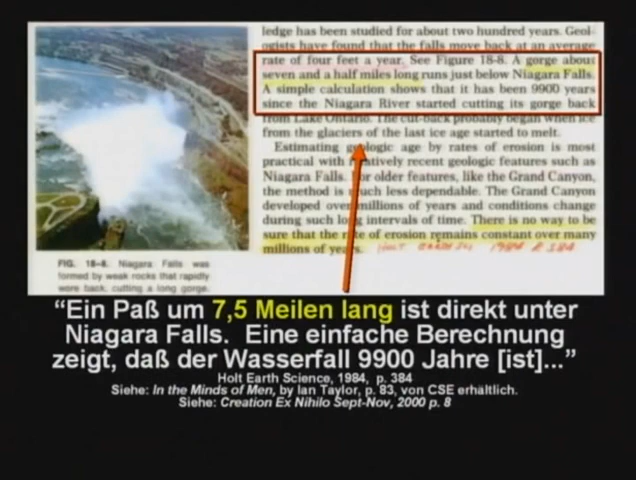 ledge has been studied for about two hundred years. Geol-
ogists have found that the falls move back at an average
rate of four feet a year. See Figure 18-8. A gorge about
seven and a half miles long runs just below Niagara Falls.
A simple calculation shows that it has been 9900 years
since the Niagara River started cutting its gorge back
from Lake Ontario. The cut-back probably began when ice
from the glaciers of the last ice age started to melt.
Estimating geologic age by rates of erosion is most
practical with relatively recent geologic features such as
Niagara Falls. For older features, like the Grand Canyon,
the method is much less dependable. The Grand Canyon
developed over millions of years and conditions change
during such long intervals of time. There is no way to be
sure that the rate of erosion remains constant over many
millions of years. HOLT EARTH SCI 1984 P. 384
FIG. 18-8. Niagara Falls was
formed by weak rocks that rapidly
wore back, cutting a long gorge.
“Ein Paß um 7,5 Meilen lang ist direkt unter
Niagara Falls. Eine einfache Berechnung
zeigt, daß der Wasserfall 9900 Jahre [ist]...”
Holt Earth Science, 1984, p. 384
Siehe: In the Minds of Men, by Ian Taylor, p. 83, von CSE erhältlich.
Siehe: Creation Ex Nihilo Sept-Nov, 2000 p. 8